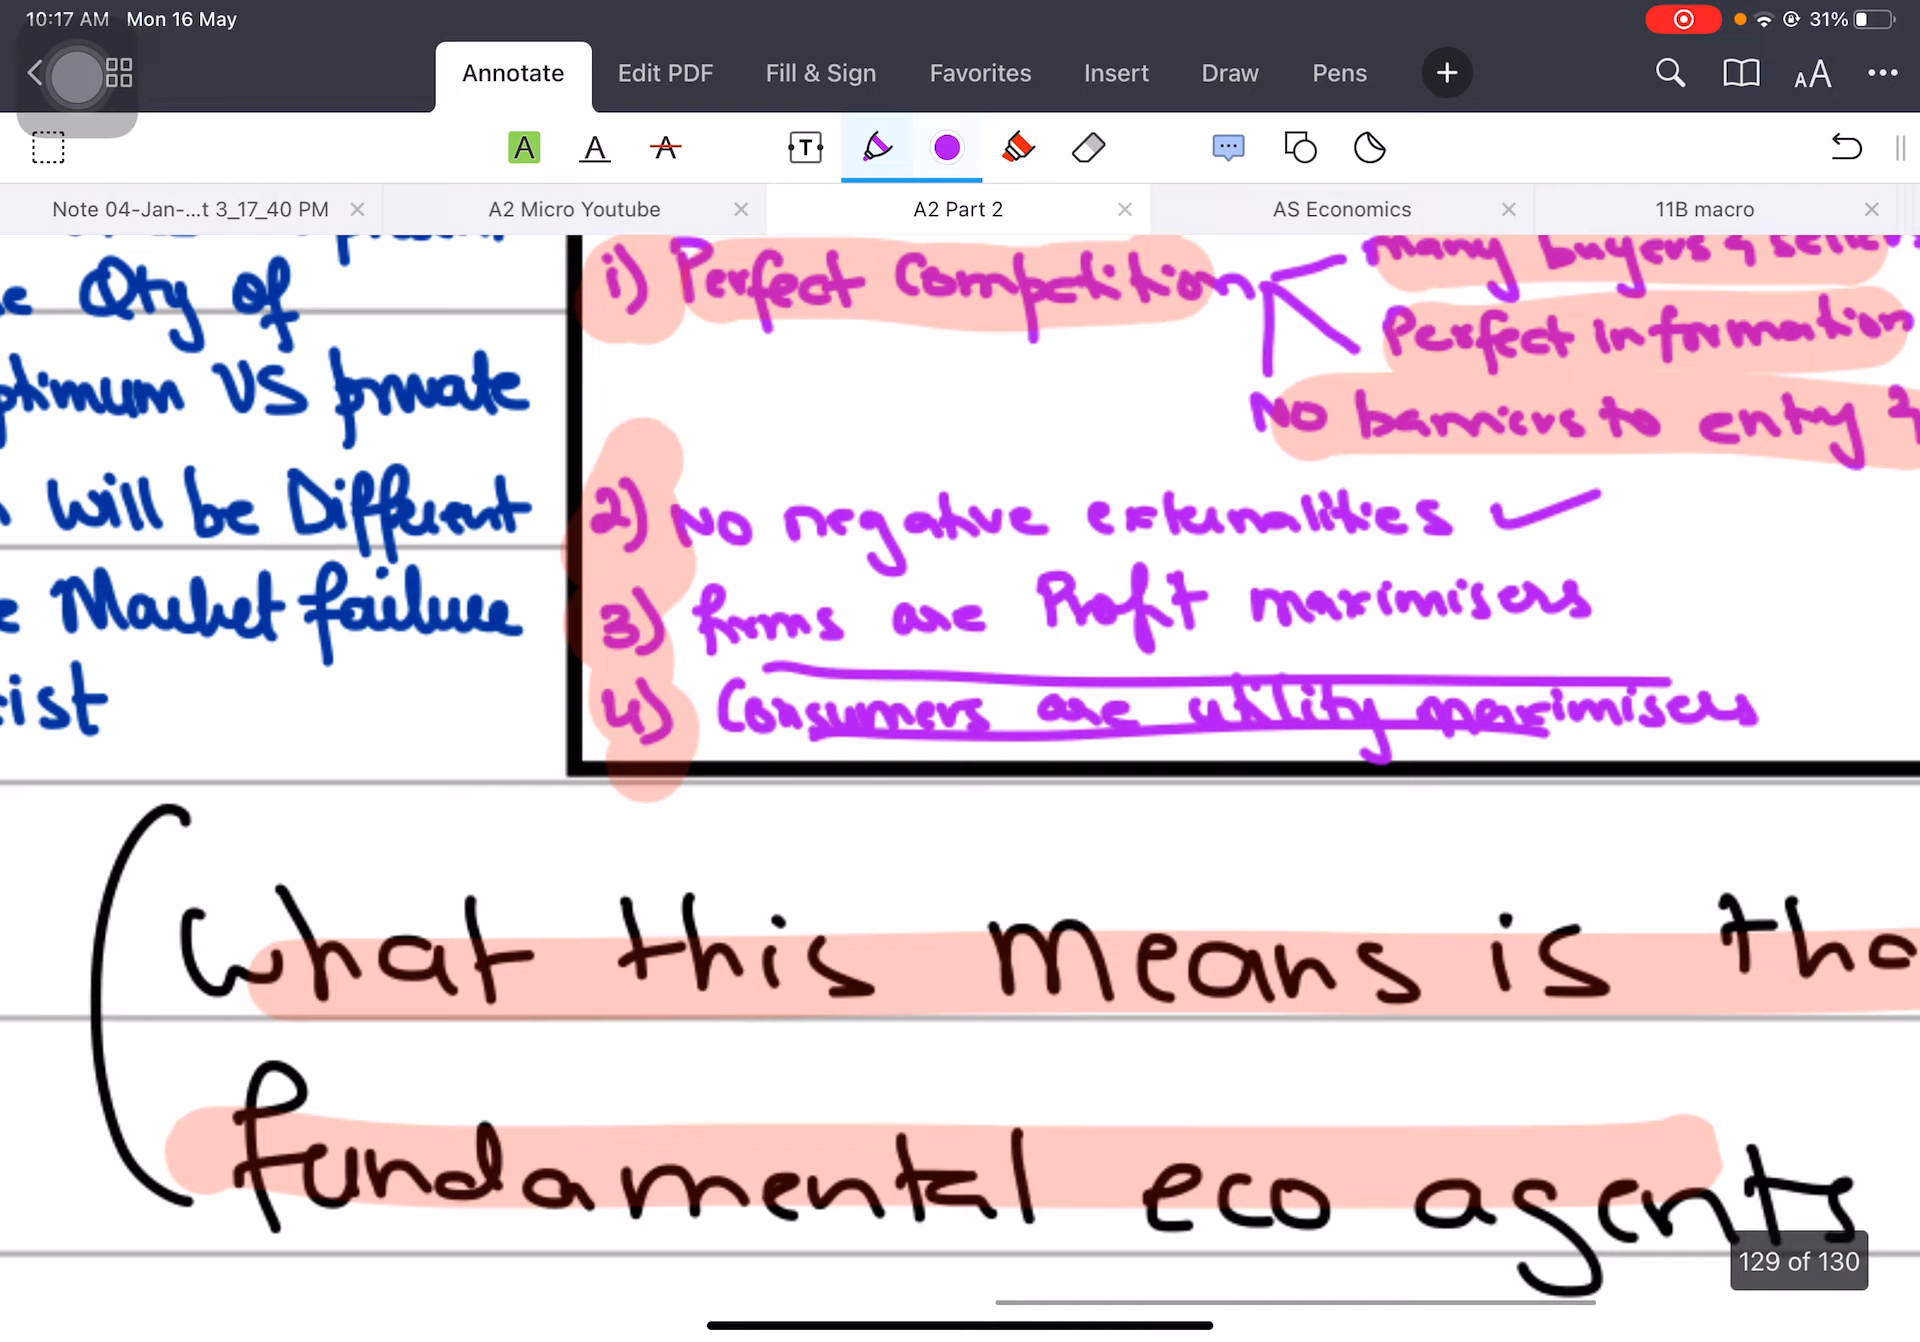 10:17 AM Mon 16 May
31%
Annotate Edit PDF Fill & Sign Favorites Insert Draw Pens
Note 04-Jan-...t 3_17_40 PM A2 Micro Youtube A2 Part 2 AS Economics 11B macro
Qty of
optimum VS private
will be Different
Market failure
ist
i) Perfect Competition
many buyers &
Perfect information
No barriers to entry &
2) No negative externalities ✓
3) firms are Profit maximisers
4) Consumers are utility maximisers
What this means is tha
fundamental eco agents
129 of 130